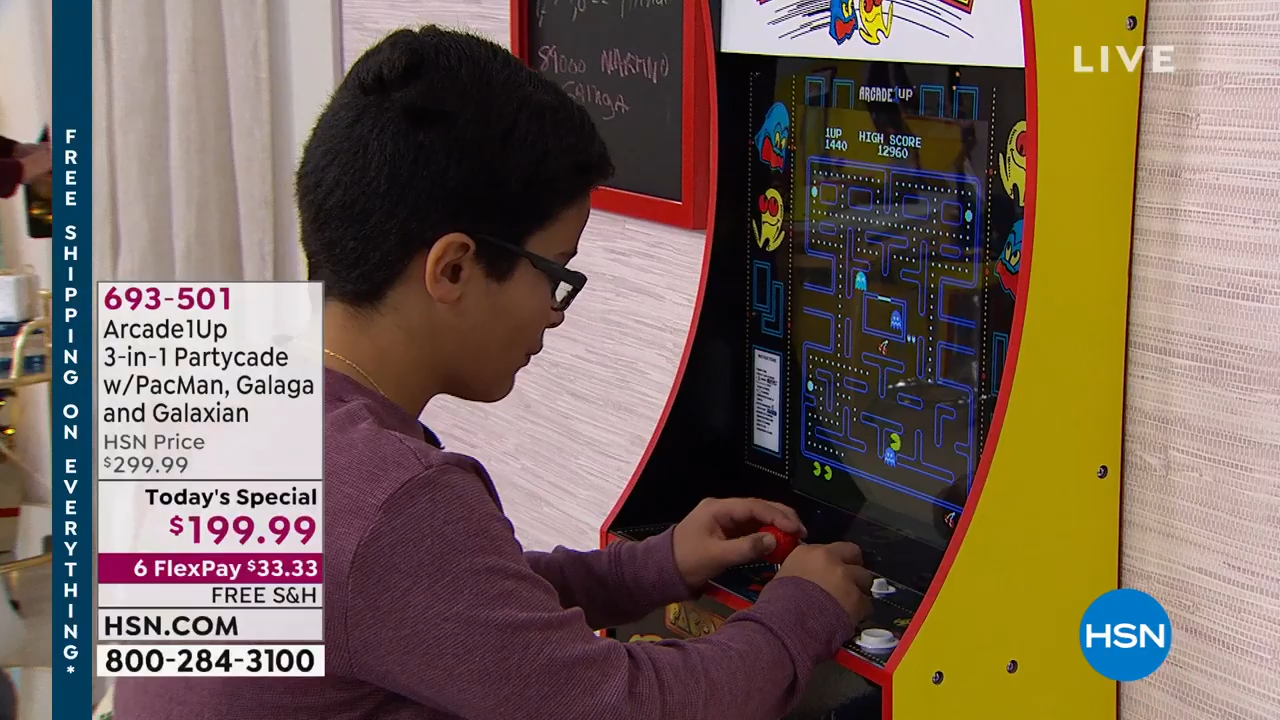 FREE SHIPPING ON EVERYTHING*
693-501
Arcade1Up
3-in-1 Partycade
w/PacMan, Galaga
and Galaxian
HSN Price
$299.99
Today's Special
$199.99
6 FlexPay $33.33
FREE S&H
HSN.COM
800-284-3100
89000
GAlAgA
LIVE
ARCADE1UP
1UP HIGH SCORE
1440 12960
HSN